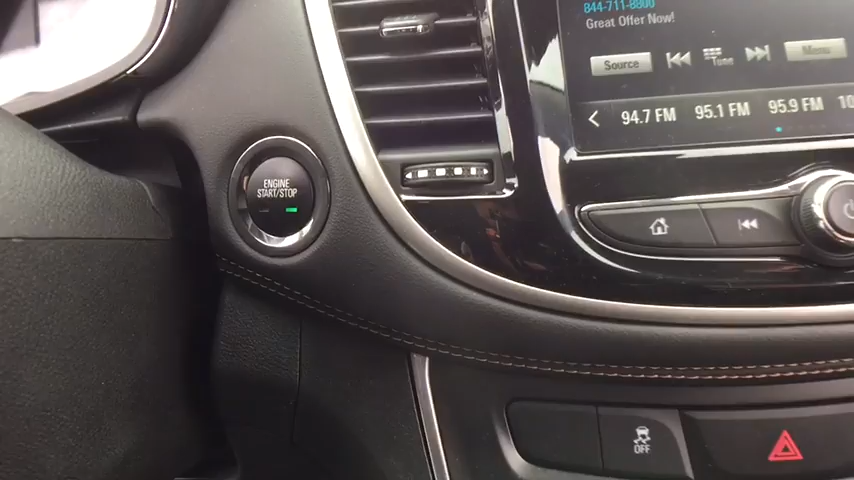 844-711-8800
Great Offer Now!
Source
Tune
Menu
94.7 FM
95.1 FM
95.9 FM
10
ENGINE
START/STOP
OFF